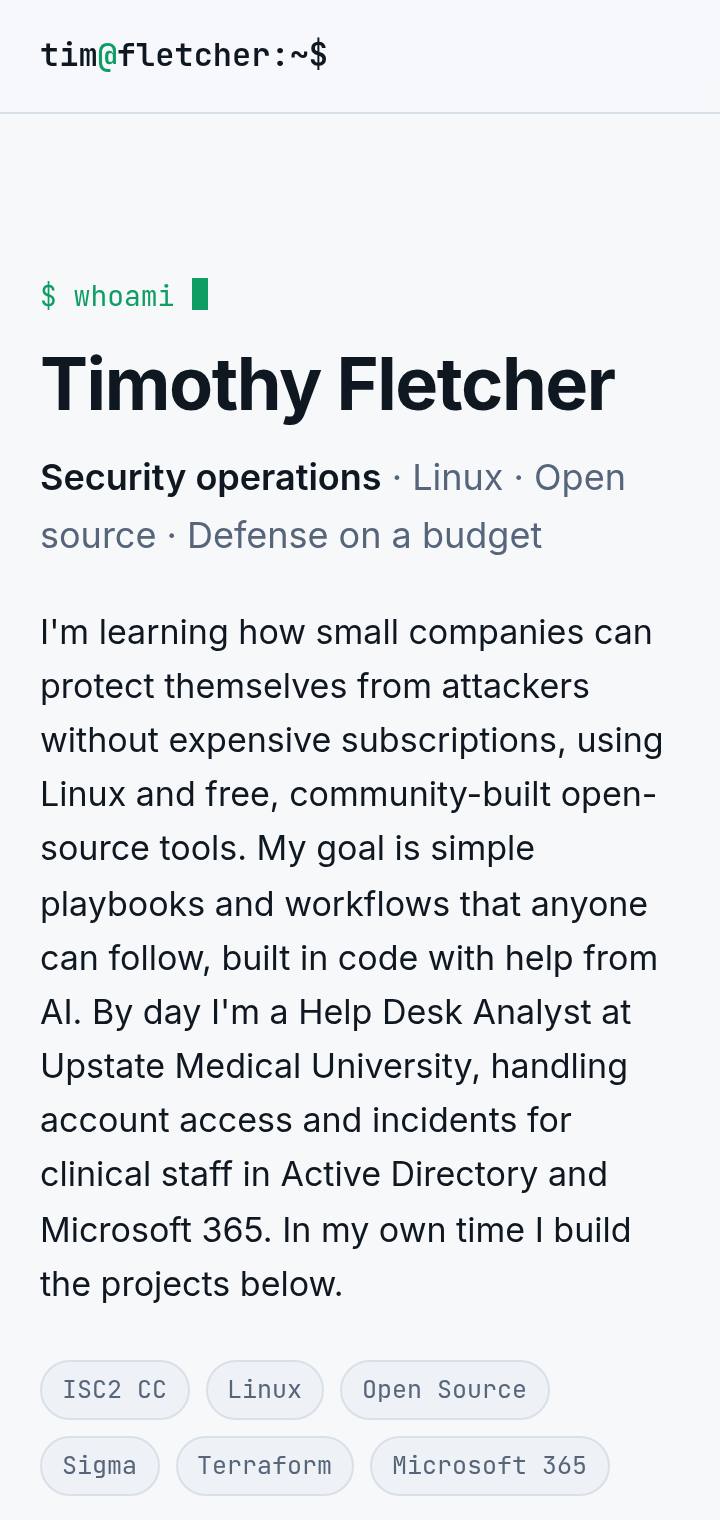 tim@fletcher:~$
$ whoami
Timothy Fletcher
Security operations · Linux · Open
source · Defense on a budget
I'm learning how small companies can
protect themselves from attackers
without expensive subscriptions, using
Linux and free, community-built open-
source tools. My goal is simple
playbooks and workflows that anyone
can follow, built in code with help from
AI. By day I'm a Help Desk Analyst at
Upstate Medical University, handling
account access and incidents for
clinical staff in Active Directory and
Microsoft 365. In my own time I build
the projects below.
ISC2 CC Linux Open Source
Sigma Terraform Microsoft 365